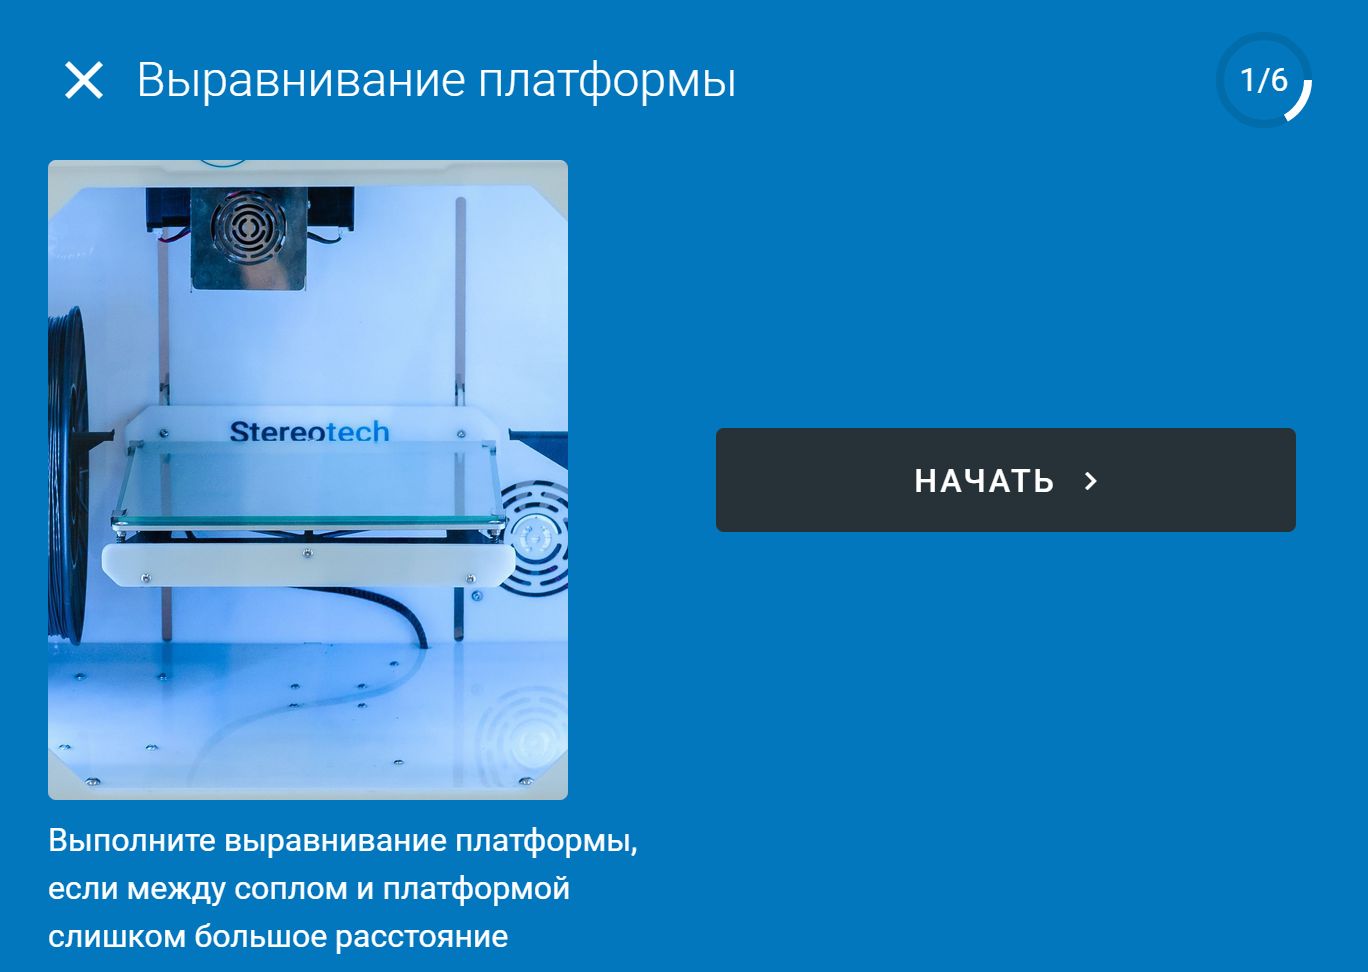 Выравнивание платформы
1/6
Stereotech
НАЧАТЬ
Выполните выравнивание платформы,
если между соплом и платформой
слишком большое расстояние